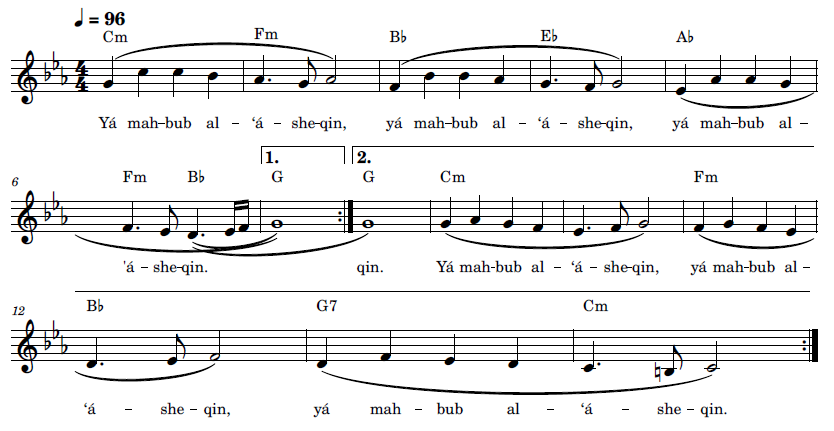 ♩ = 96
Cm Fm B♭ E♭ A♭
4/4
Yá mah–bub al – ‘á– she–qin, yá mah–bub al – ‘á– she–qin, yá mah–bub al –
1. 2.
6 Fm B♭ G G Cm Fm
'á – she–qin. qin. Yá mah–bub al – ‘á– she–qin, yá mah–bub al –
12 B♭ G7 Cm
‘á – she – qin, yá mah – bub al – ‘á – she – qin.